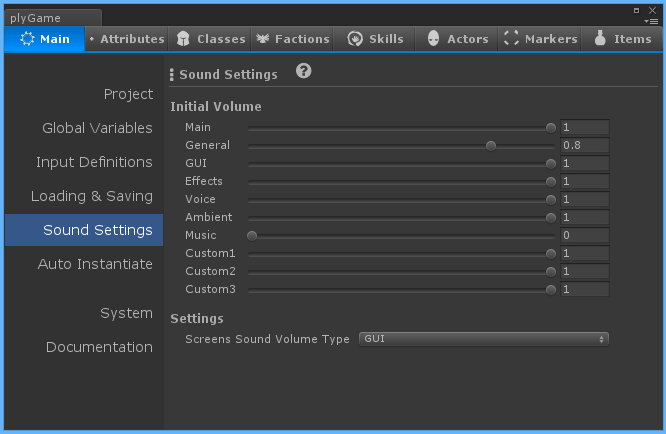 plyGame
Main Attributes Classes Factions Skills Actors Markers Items
Project
Global Variables
Input Definitions
Loading & Saving
Sound Settings
Auto Instantiate
System
Documentation
Sound Settings ?
Initial Volume
Main 1
General 0.8
GUI 1
Effects 1
Voice 1
Ambient 1
Music 0
Custom1 1
Custom2 1
Custom3 1
Settings
Screens Sound Volume Type GUI